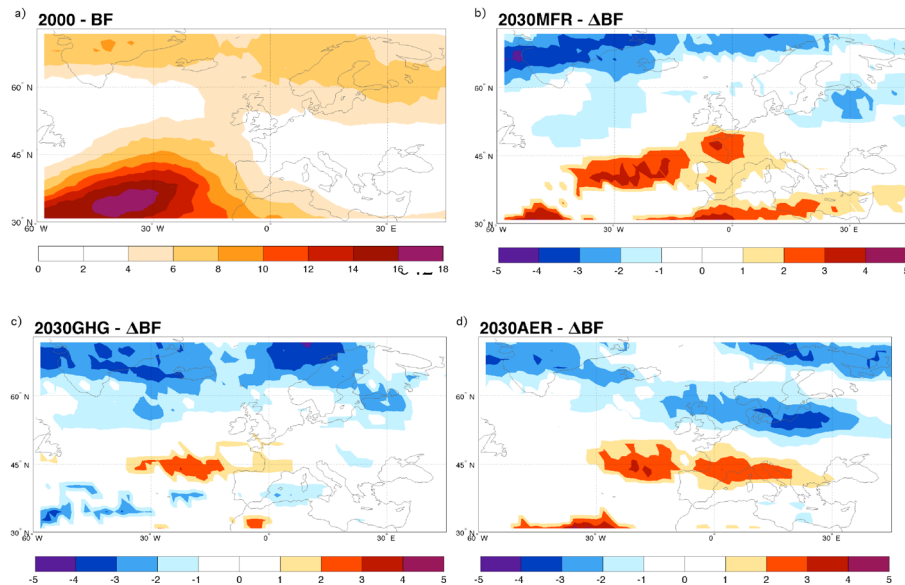 a)
2000 - BF
60° N
45° N
30° N
60° W
30° W
0°
30° E
0 2 4 6 8 10 12 14 16 18
b)
2030MFR - ΔBF
60° N
45° N
30° N
60° W
30° W
0°
30° E
-5 -4 -3 -2 -1 0 1 2 3 4 5
c)
2030GHG - ΔBF
60° N
45° N
30° N
60° W
30° W
0°
30° E
-5 -4 -3 -2 -1 0 1 2 3 4 5
d)
2030AER - ΔBF
60° N
45° N
30° N
60° W
30° W
0°
30° E
-5 -4 -3 -2 -1 0 1 2 3 4 5